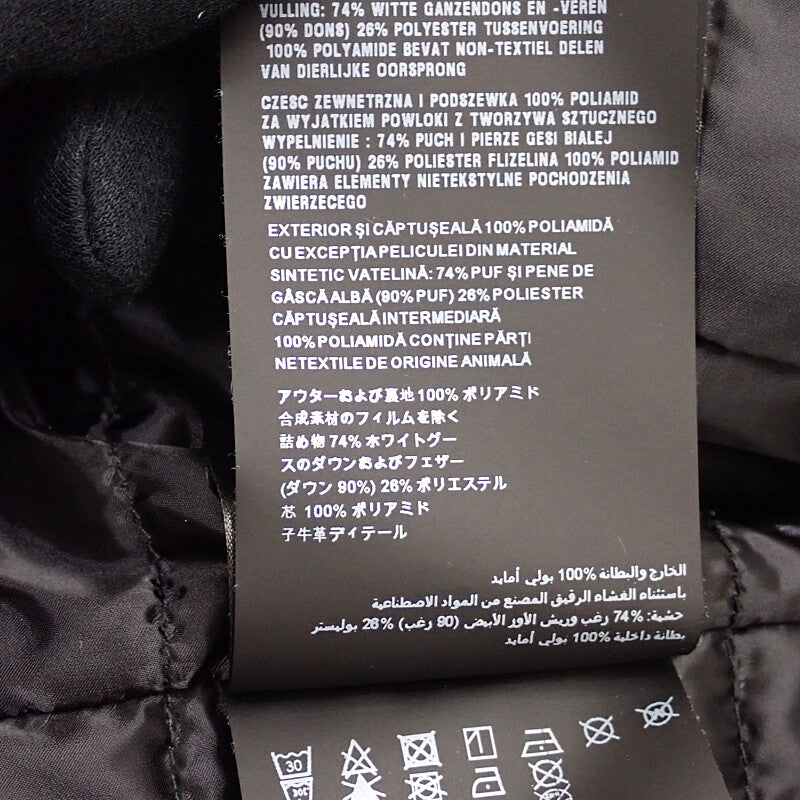 VULLING: 74% WITTE GANZENDONS EN -VEREN
(90% DONS) 26% POLYESTER TUSSENVOERING
100% POLYAMIDE BEVAT NON-TEXTIEL DELEN
VAN DIERLIJKE OORSPRONG
CZESC ZEWNETRZNA I PODSZEWKA 100% POLIAMID
ZA WYJATKIEM POWLOKI Z TWORZYWA SZTUCZNEGO
WYPELNIENIE : 74% PUCH I PIERZE GESI BIALEJ
(90% PUCHU) 26% POLIESTER FLIZELINA 100% POLIAMID
ZAWIERA ELEMENTY NIETEKSTYLNE POCHODZENIA
ZWIERZECEGO
EXTERIOR ȘI CĂPTUȘEALĂ 100% POLIAMIDĂ
CU EXCEPȚIA PELICULEI DIN MATERIAL
SINTETIC VATELINĂ: 74% PUF ȘI PENE DE
GÂSCĂ ALBĂ (90% PUF) 26% POLIESTER
CĂPTUȘEALĂ INTERMEDIARĂ
100% POLIAMIDĂ CONȚINE PĂRȚI
NETEXTILE DE ORIGINE ANIMALĂ
アウターおよび裏地 100% ポリアミド
合成素材のフィルムを除く
詰め物 74% ホワイトグー
スのダウンおよびフェザー
(ダウン 90%) 26% ポリエステル
芯 100% ポリアミド
子牛革ディテール
الخارج والبطانة 100% بولي أمايد
باستثناء الغشاء الرقيق المصنع من المواد الاصطناعية
حشية: 74% زغب وريش الأوز الأبيض (90 زغب) 26% بوليستر
بطانة داخلية 100% بولي أمايد
30